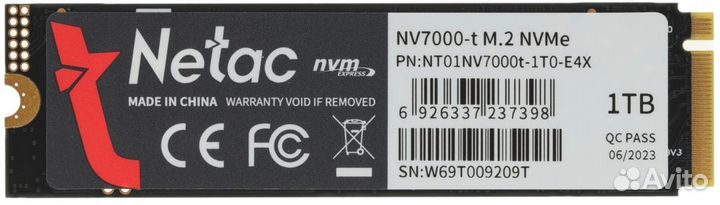 Netac
nvm
EXPRESS
MADE IN CHINA WARRANTY VOID IF REMOVED
CE FC
NV7000-t M.2 NVMe
PN:NT01NV7000t-1T0-E4X
6 926337 237398
SN:W69T009209T
1TB
QC PASS
06/2023
V3
Avito